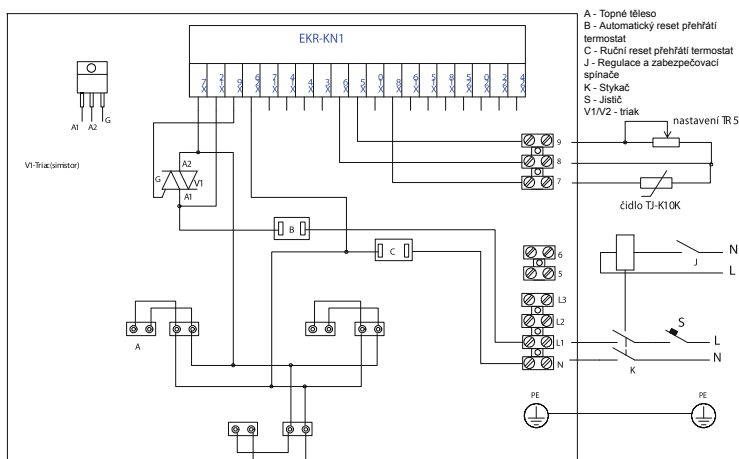 EKR-KN1
A - Topné těleso
B - Automatický reset přehřátí
termostat
C - Ruční reset přehřátí termostat
J - Regulace a zabezpečovací
spínače
K - Stykač
S - Jistič
V1/V2 - triak
A1 A2 G
V1-Triac(simistor)
G
A2
V1
A1
B
C
A
9
8
7
6
5
L3
L2
L1
N
nastavení TR 5
čidlo TJ-K10K
J
N
L
S
L
N
K
PE
PE